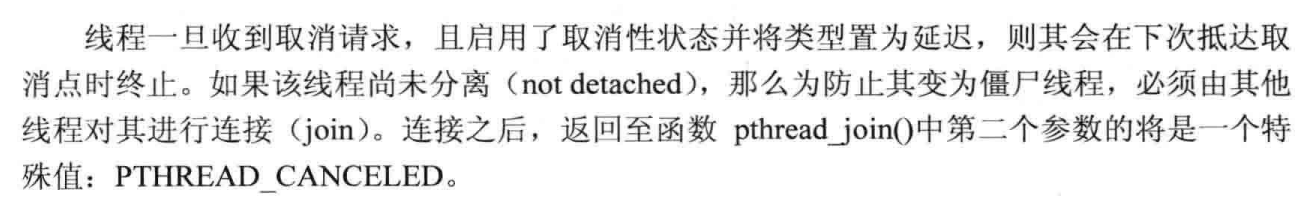 线程一旦收到取消请求，且启用了取消性状态并将类型置为延迟，则其会在下次抵达取
消点时终止。如果该线程尚未分离（not detached），那么为防止其变为僵尸线程，必须由其他
线程对其进行连接（join）。连接之后，返回至函数 pthread_join()中第二个参数的将是一个特
殊值：PTHREAD_CANCELED。